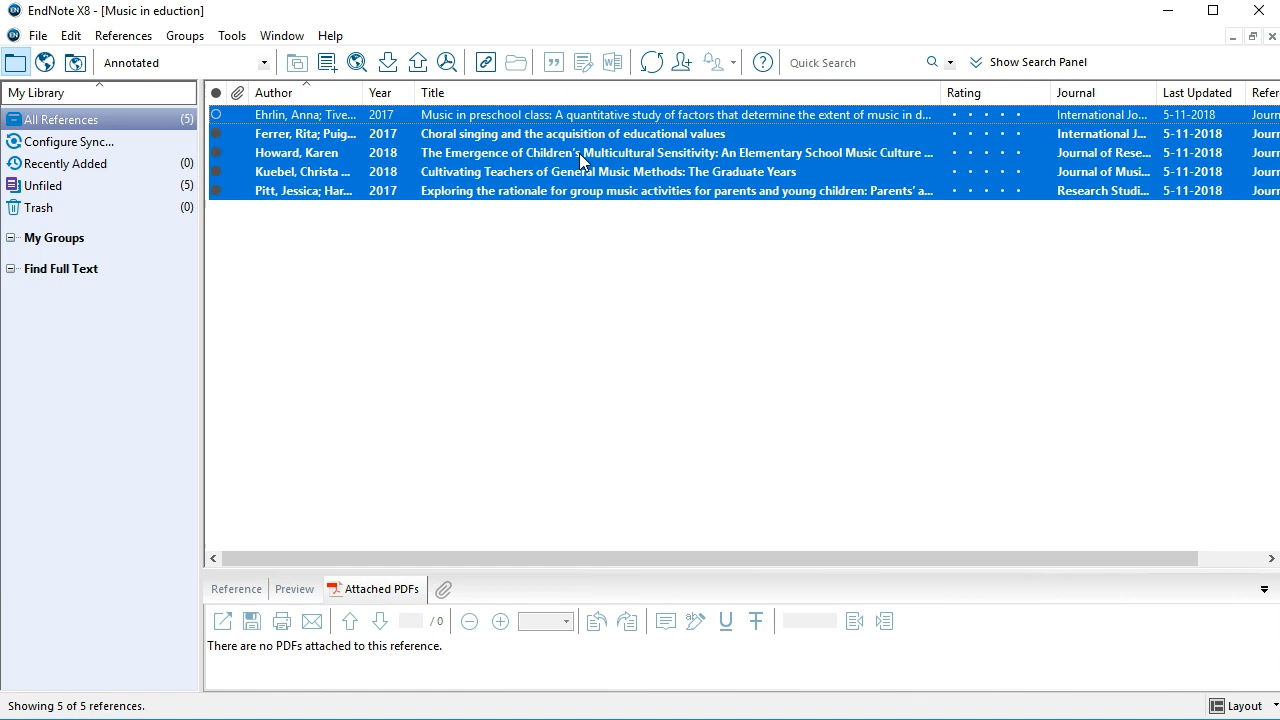 EndNote X8 - [Music in eduction]
File Edit References Groups Tools Window Help
Annotated Quick Search Show Search Panel
My Library Author Year Title Rating Journal Last Updated Refer
All References (5) Ehrlin, Anna; Tive... 2017 Music in preschool class: A quantitative study of factors that determine the extent of music in d... International Jo... 5-11-2018 Journ
Ferrer, Rita; Puig... 2017 Choral singing and the acquisition of educational values International J... 5-11-2018 Journ
Configure Sync...
Howard, Karen 2018 The Emergence of Children's Multicultural Sensitivity: An Elementary School Music Culture ... Journal of Rese... 5-11-2018 Journ
Recently Added (0)
Kuebel, Christa ... 2018 Cultivating Teachers of General Music Methods: The Graduate Years Journal of Musi... 5-11-2018 Journ
Unfiled (5) Pitt, Jessica; Har... 2017 Exploring the rationale for group music activities for parents and young children: Parents' a... Research Studi... 5-11-2018 Journ
Trash (0)
My Groups
Find Full Text
Reference Preview Attached PDFs
/ 0
There are no PDFs attached to this reference.
Showing 5 of 5 references. Layout